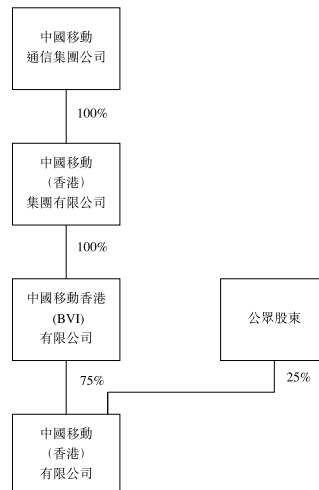 中國移動
通信集團公司
100%
中國移動
（香港）
集團有限公司
100%
中國移動香港
(BVI)
有限公司
公眾股東
75%
25%
中國移動
（香港）
有限公司